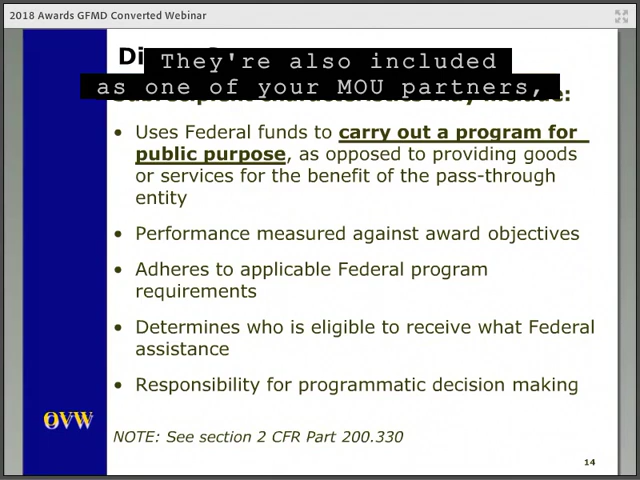 2018 Awards GFMD Converted Webinar
Di
They're also included
as one of your MOU partners,
• Uses Federal funds to carry out a program for
public purpose, as opposed to providing goods
or services for the benefit of the pass-through
entity
• Performance measured against award objectives
• Adheres to applicable Federal program
requirements
• Determines who is eligible to receive what Federal
assistance
• Responsibility for programmatic decision making
OVW
NOTE: See section 2 CFR Part 200.330
14